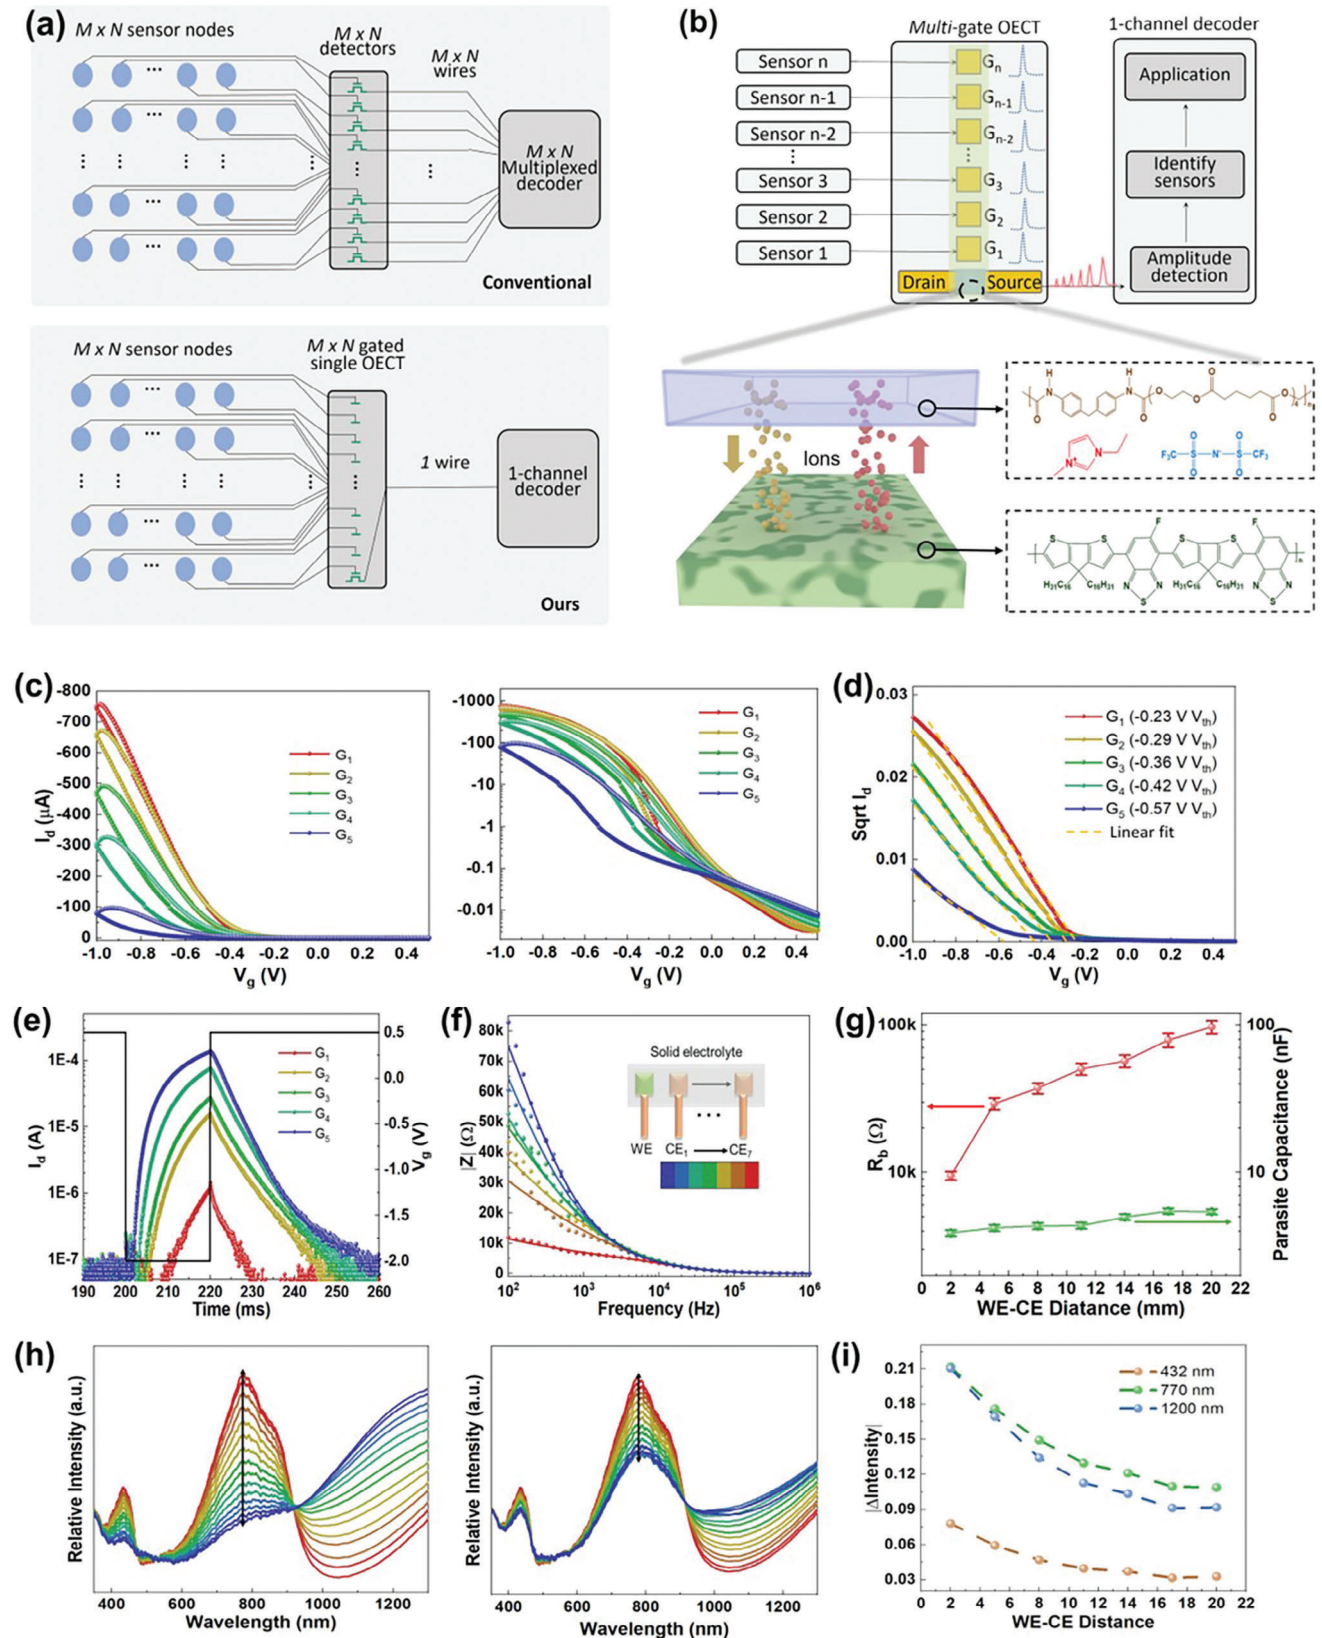 (a)
M x N sensor nodes
M x N
detectors
M x N
wires
M x N
Multiplexed
decoder
Conventional
M x N sensor nodes
M x N gated
single OECT
1 wire
1-channel
decoder
Ours
(b)
Multi-gate OECT
1-channel decoder
Sensor n
Sensor n-1
Sensor n-2
Sensor 3
Sensor 2
Sensor 1
Gn
Gn-1
Gn-2
G3
G2
G1
Drain
Source
Application
Identify
sensors
Amplitude
detection
Ions
H H
N N
O O O O O O
4 n
N+ N
F3C S N- S CF3
O O O O
F F
S S S S
H31C16 C16H31 H31C16 C16H31
N N N N
S S
n
(c)
-800
-700
-600
-500
-400
-300
-200
-100
0
Id (μA)
-1.0 -0.8 -0.6 -0.4 -0.2 0.0 0.2 0.4
Vg (V)
G1
G2
G3
G4
G5
-1000
-100
-10
-1
-0.1
-0.01
-1.0 -0.8 -0.6 -0.4 -0.2 0.0 0.2 0.4
Vg (V)
G1
G2
G3
G4
G5
(d)
0.03
0.02
0.01
0.00
Sqrt Id
-1.0 -0.8 -0.6 -0.4 -0.2 0.0 0.2 0.4
Vg (V)
G1 (-0.23 V Vth)
G2 (-0.29 V Vth)
G3 (-0.36 V Vth)
G4 (-0.42 V Vth)
G5 (-0.57 V Vth)
Linear fit
(e)
1E-4
1E-5
1E-6
1E-7
Id (A)
0.5
0.0
-0.5
-1.0
-1.5
-2.0
Vg (V)
190 200 210 220 230 240 250 260
Time (ms)
G1
G2
G3
G4
G5
(f)
80k
70k
60k
50k
40k
30k
20k
10k
0
|Z| (Ω)
10^2 10^3 10^4 10^5 10^6
Frequency (Hz)
Solid electrolyte
WE CE1 CE7
(g)
100k
10k
Rb (Ω)
100
10
Parasite Capacitance (nF)
0 2 4 6 8 10 12 14 16 18 20 22
WE-CE Diatance (mm)
(h)
Relative Intensity (a.u.)
400 600 800 1000 1200
Wavelength (nm)
Relative Intensity (a.u.)
400 600 800 1000 1200
Wavelength (nm)
(i)
0.21
0.18
0.15
0.12
0.09
0.06
0.03
|ΔIntensity|
0 2 4 6 8 10 12 14 16 18 20 22
WE-CE Distance
432 nm
770 nm
1200 nm